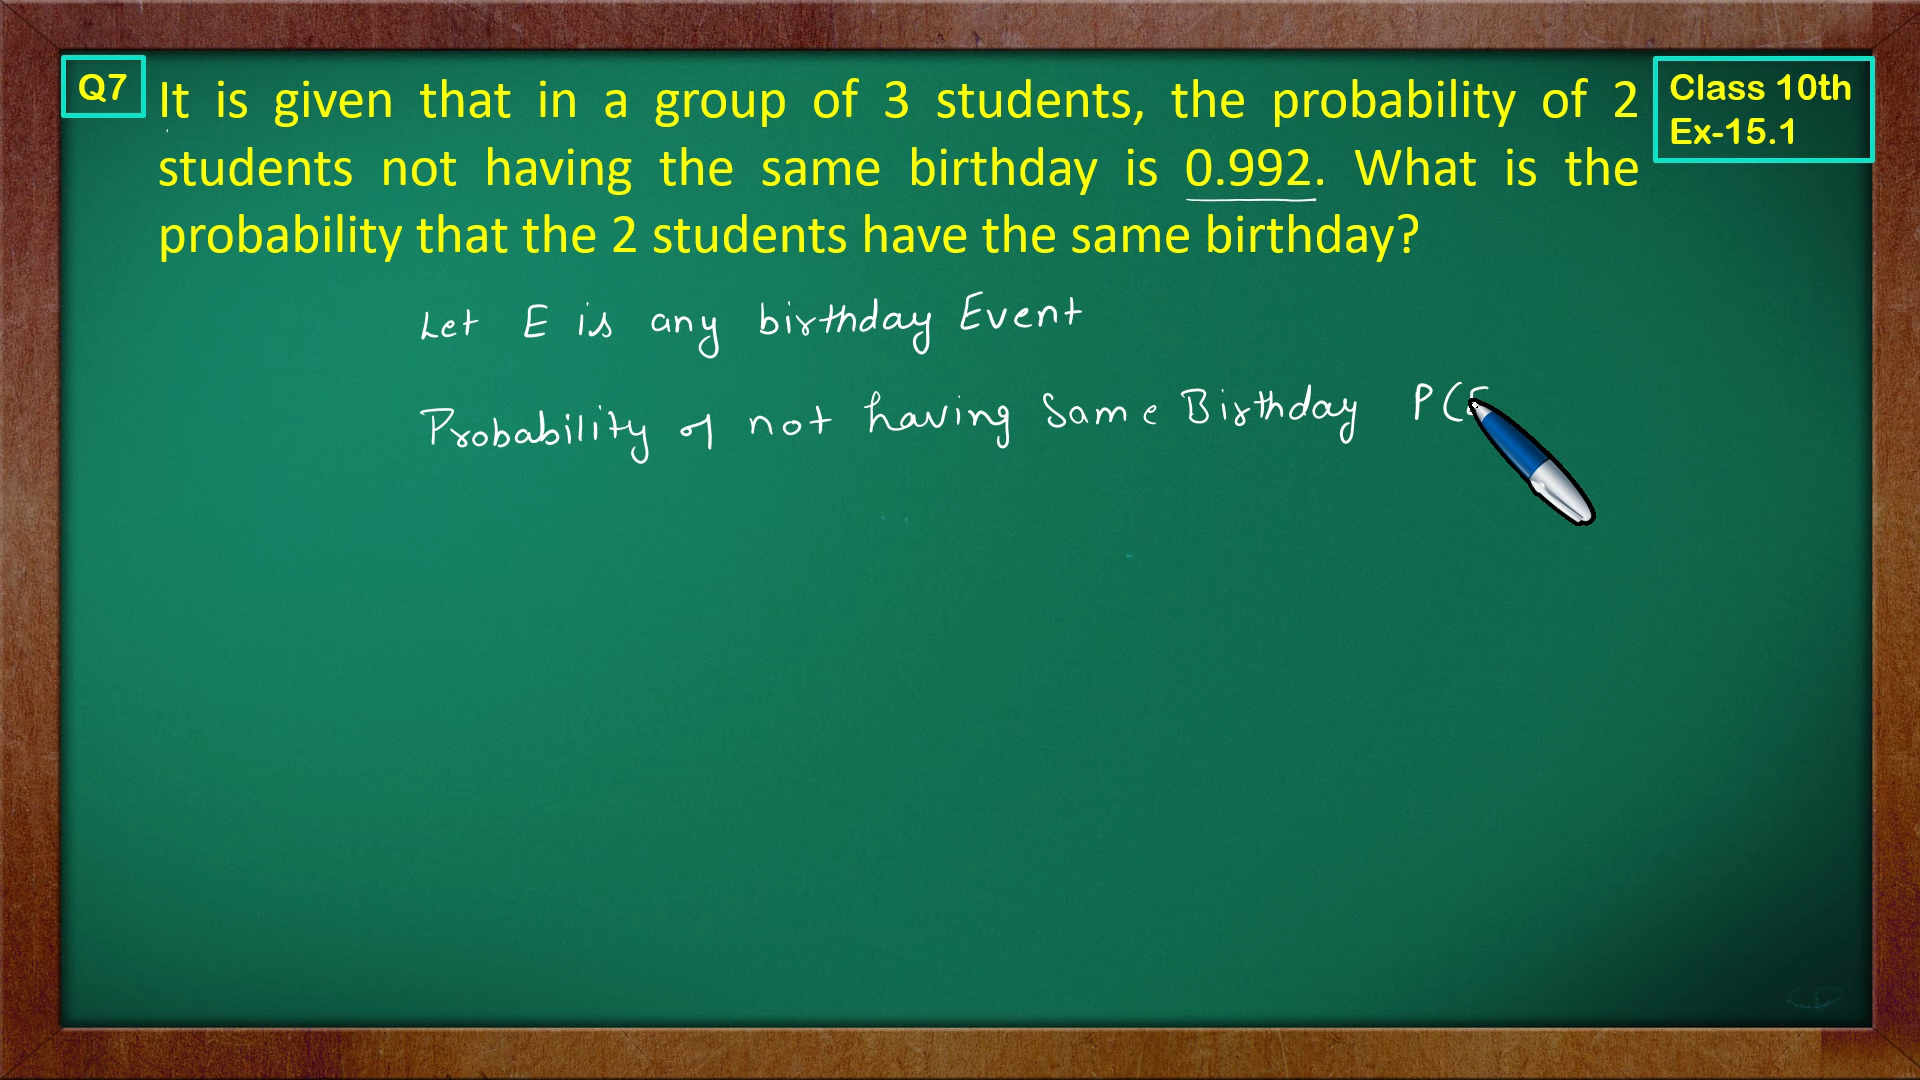 Q7
It is given that in a group of 3 students, the probability of 2
students not having the same birthday is 0.992. What is the
probability that the 2 students have the same birthday?
Class 10th
Ex-15.1
Let E is any birthday Event
Probability of not having Same Birthday P(E